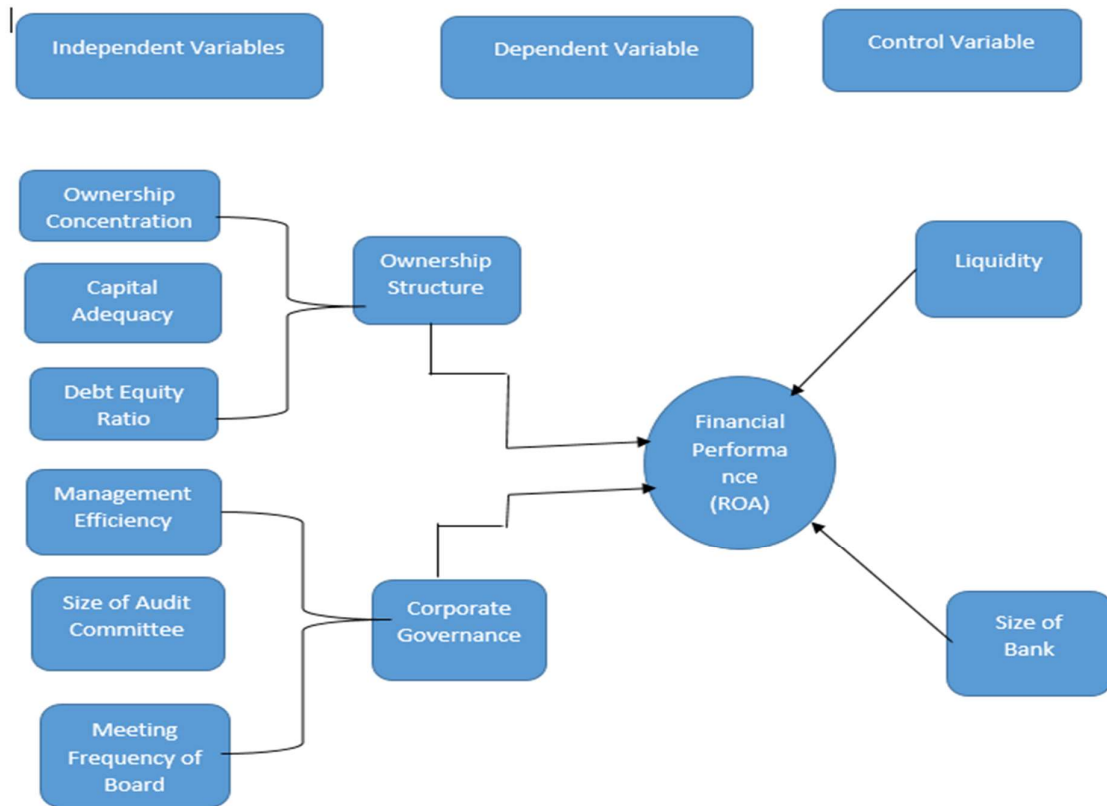 Independent Variables
Dependent Variable
Control Variable
Ownership
Concentration
Capital
Adequacy
Debt Equity
Ratio
Ownership
Structure
Management
Efficiency
Size of Audit
Committee
Meeting
Frequency of
Board
Corporate
Governance
Financial
Performa
nce
(ROA)
Liquidity
Size of
Bank